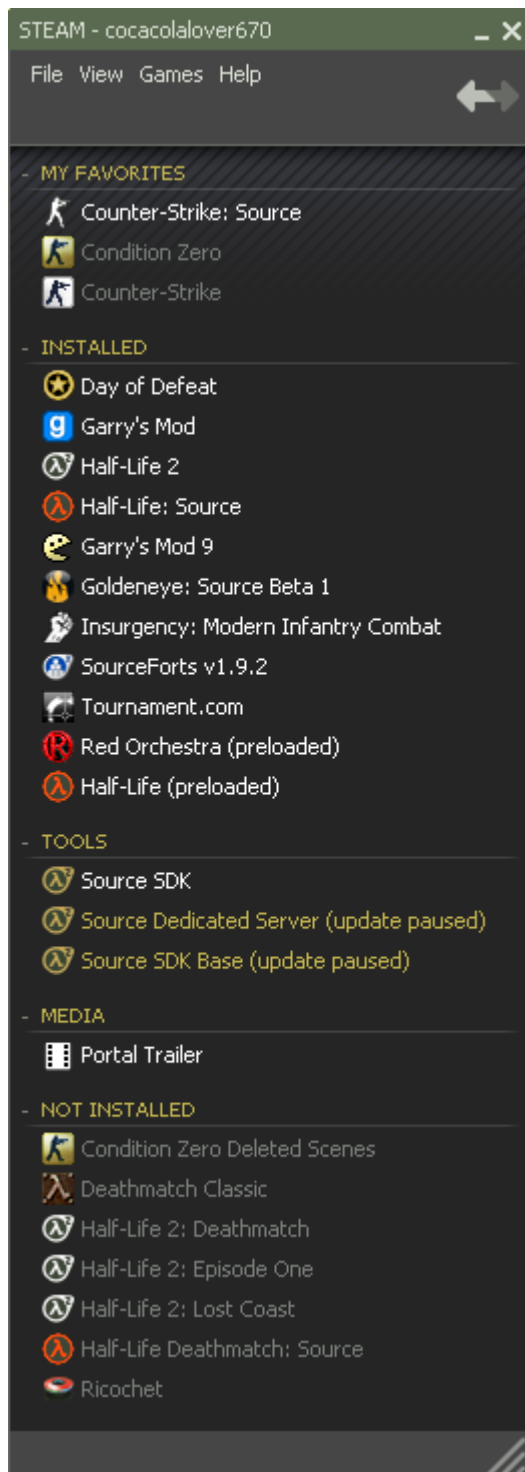 STEAM - cocacolalover670
File View Games Help
- MY FAVORITES
Counter-Strike: Source
Condition Zero
Counter-Strike
- INSTALLED
Day of Defeat
Garry's Mod
Half-Life 2
Half-Life: Source
Garry's Mod 9
Goldeneye: Source Beta 1
Insurgency: Modern Infantry Combat
SourceForts v1.9.2
Tournament.com
Red Orchestra (preloaded)
Half-Life (preloaded)
- TOOLS
Source SDK
Source Dedicated Server (update paused)
Source SDK Base (update paused)
- MEDIA
Portal Trailer
- NOT INSTALLED
Condition Zero Deleted Scenes
Deathmatch Classic
Half-Life 2: Deathmatch
Half-Life 2: Episode One
Half-Life 2: Lost Coast
Half-Life Deathmatch: Source
Ricochet